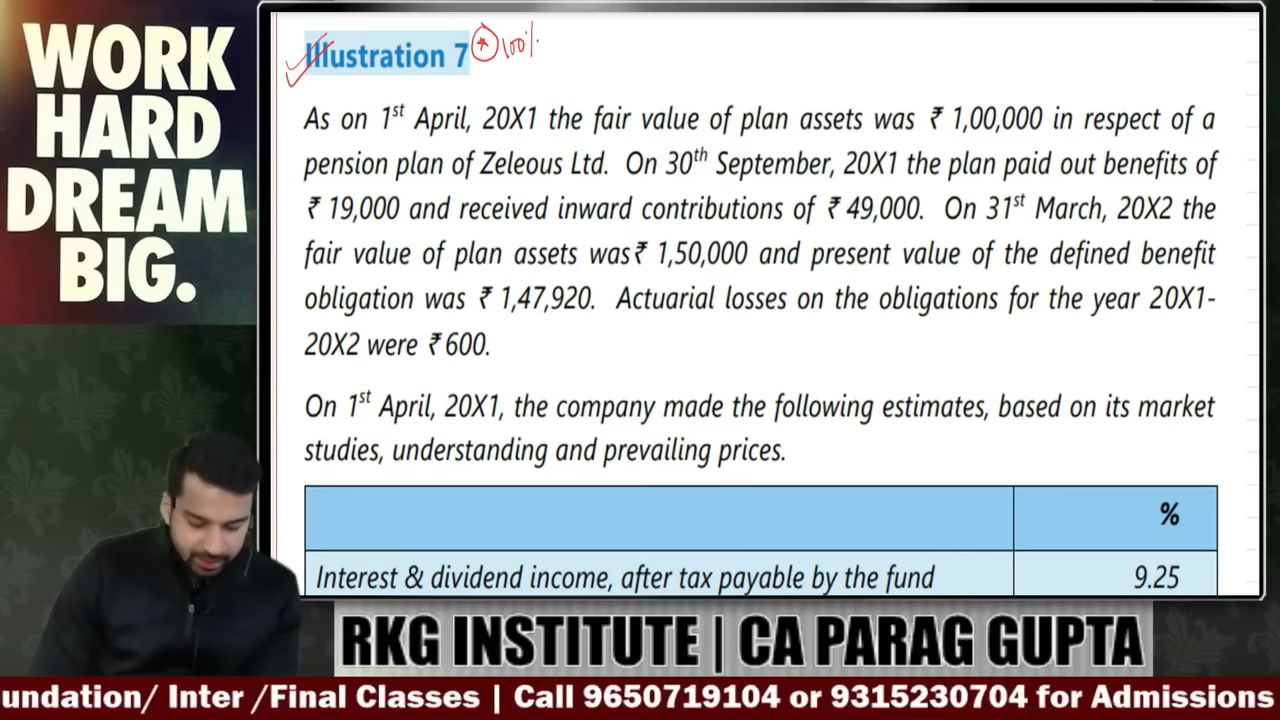 WORK
HARD
DREAM
BIG.
Illustration 7 100%
As on 1st April, 20X1 the fair value of plan assets was ₹ 1,00,000 in respect of a
pension plan of Zeleous Ltd. On 30th September, 20X1 the plan paid out benefits of
₹ 19,000 and received inward contributions of ₹ 49,000. On 31st March, 20X2 the
fair value of plan assets was₹ 1,50,000 and present value of the defined benefit
obligation was ₹ 1,47,920. Actuarial losses on the obligations for the year 20X1-
20X2 were ₹ 600.
On 1st April, 20X1, the company made the following estimates, based on its market
studies, understanding and prevailing prices.
%
Interest & dividend income, after tax payable by the fund 9.25
RKG INSTITUTE | CA PARAG GUPTA
undation/ Inter /Final Classes | Call 9650719104 or 9315230704 for Admissions